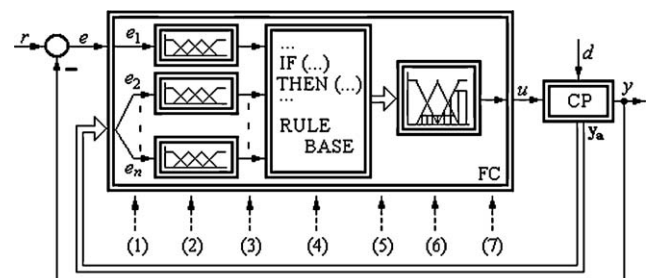 r e e1 d
...
IF (...)
THEN (...)
...
e2 u CP y
ya
RULE
BASE
en
FC
(1) (2) (3) (4) (5) (6) (7)